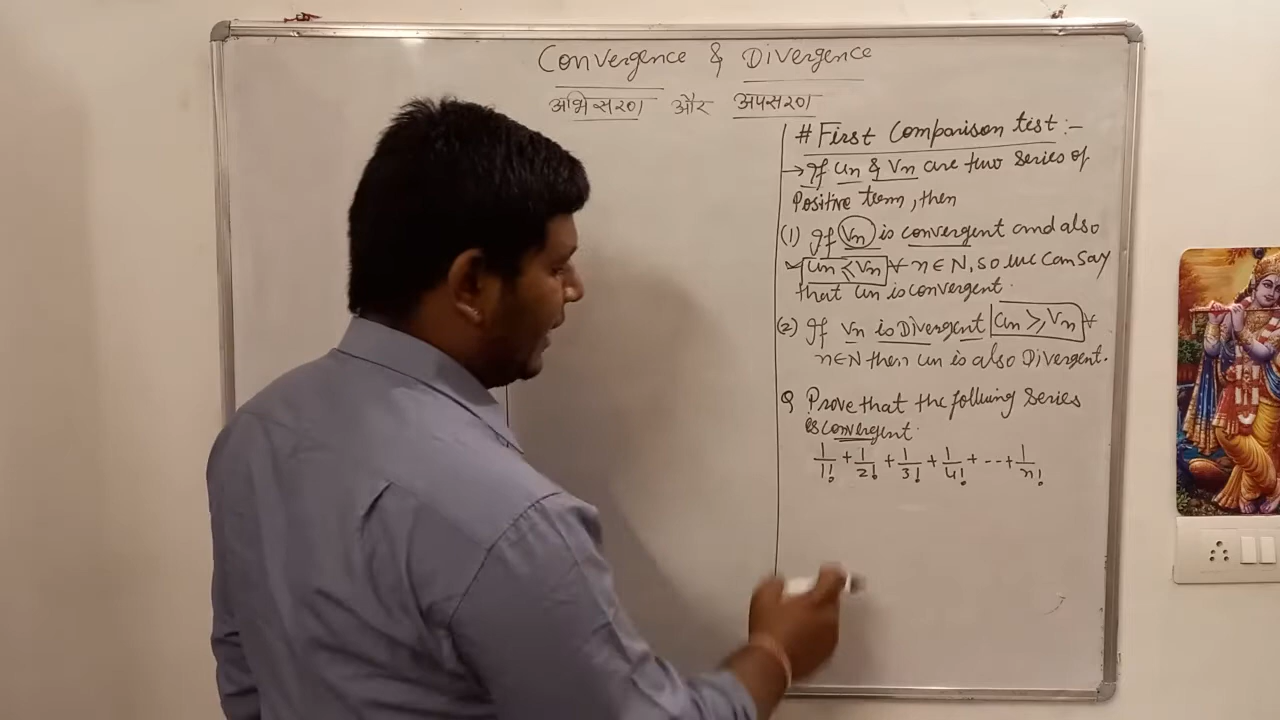 Convergence & Divergence
अभिसरण और अपसरण
# First Comparison test :-
→ If un & Vn are two series of
Positive term, then
(1) If Vn is convergent and also
un ≤ Vn ∀ n ∈ N, so we can say
that un is convergent.
(2) If Vn is Divergent un ≥ Vn ∀
n ∈ N then un is also Divergent.
Q Prove that the following Series
is convergent.
1/1! + 1/2! + 1/3! + 1/4! + --- + 1/n!